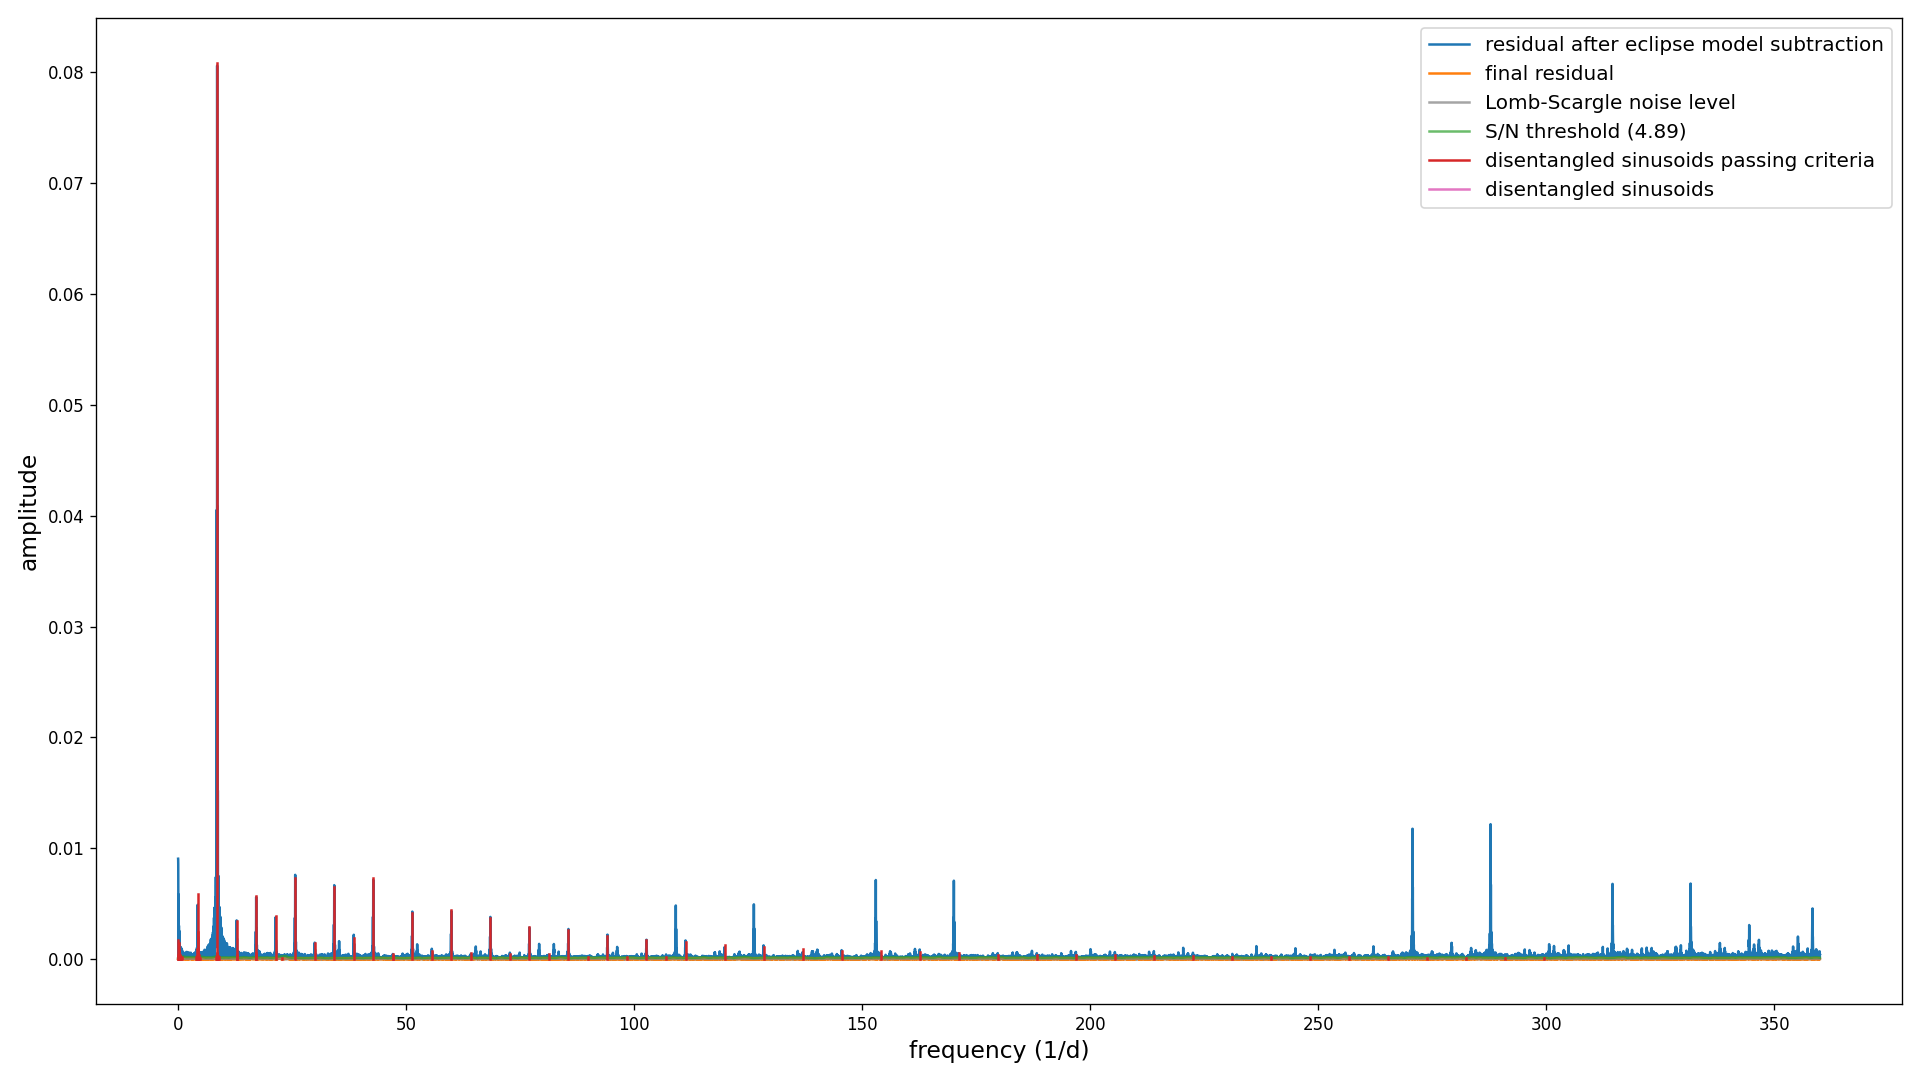 residual after eclipse model subtraction
final residual
Lomb-Scargle noise level
S/N threshold (4.89)
disentangled sinusoids passing criteria
disentangled sinusoids
0.08
0.07
0.06
0.05
0.04
0.03
0.02
0.01
0.00
amplitude
0 50 100 150 200 250 300 350
frequency (1/d)